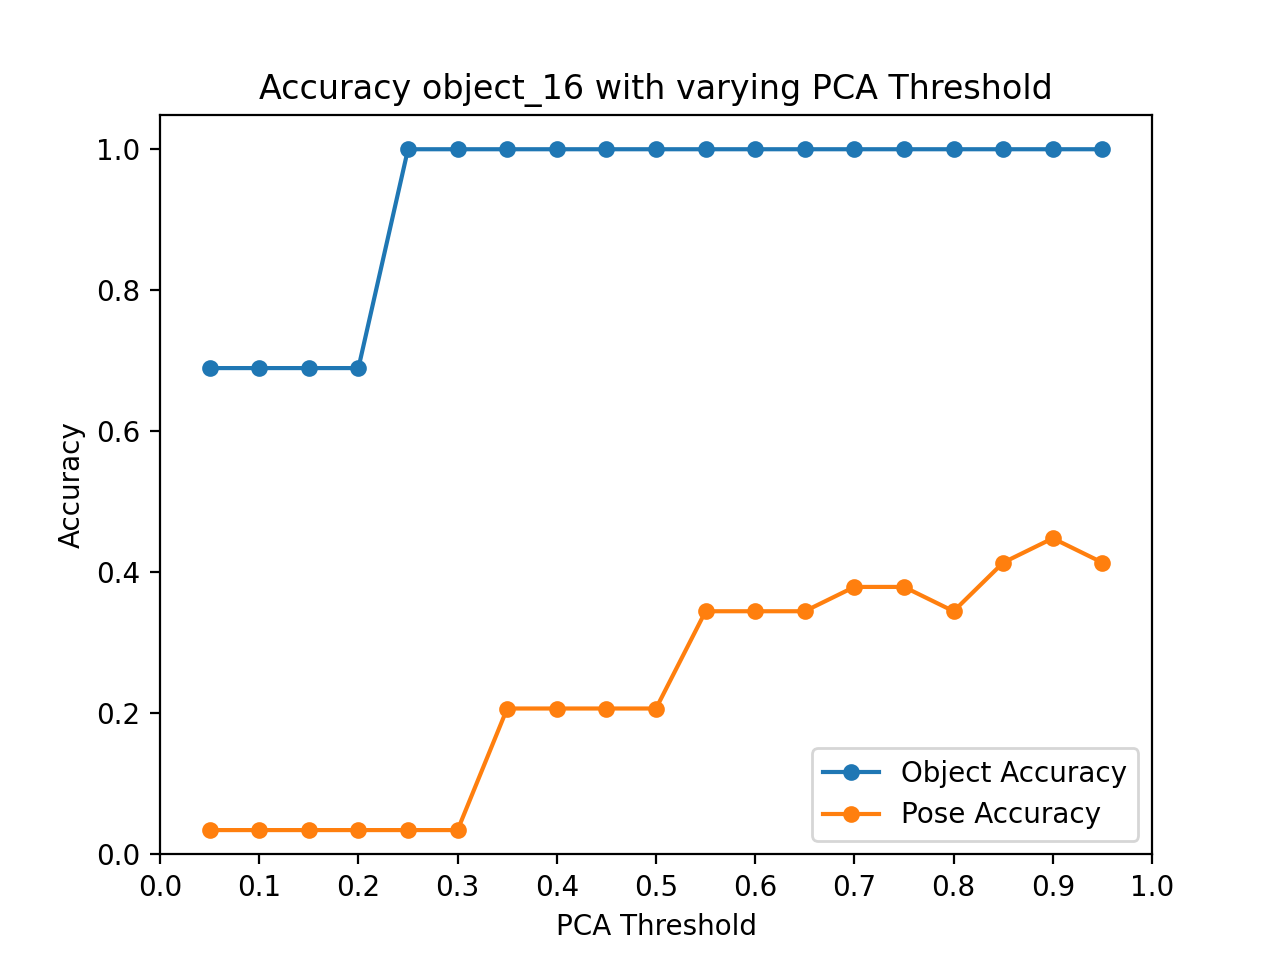 Accuracy object_16 with varying PCA Threshold
1.0
0.8
0.6
0.4
0.2
0.0
Accuracy
Object Accuracy
Pose Accuracy
0.0 0.1 0.2 0.3 0.4 0.5 0.6 0.7 0.8 0.9 1.0
PCA Threshold